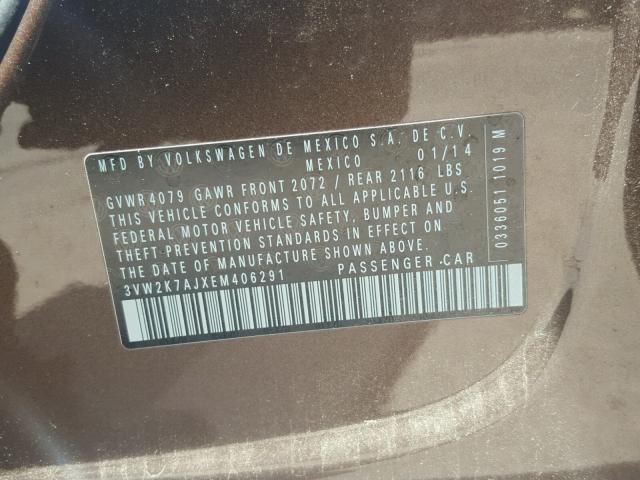 MFD BY VOLKSWAGEN DE MEXICO S.A. DE C.V.
MEXICO 01/14
GVWR4079 GAWR FRONT 2072 / REAR 2116 LBS
THIS VEHICLE CONFORMS TO ALL APPLICABLE U.S.
FEDERAL MOTOR VEHICLE SAFETY, BUMPER AND
THEFT PREVENTION STANDARDS IN EFFECT ON
THE DATE OF MANUFACTURE SHOWN ABOVE.
3VW2K7AJXEM406291 PASSENGER CAR
0336051 1019 M